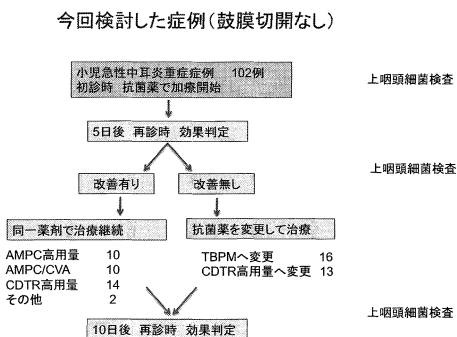 今回検討した症例(鼓膜切開なし)
小児急性中耳炎重症症例 102例
初診時 抗菌薬で加療開始
上咽頭細菌検査
5日後 再診時 効果判定
上咽頭細菌検査
改善有り
改善無し
同一薬剤で治療継続
抗菌薬を変更して治療
AMPC高用量 10
AMPC/CVA 10
CDTR高用量 14
その他 2
TBPMへ変更 16
CDTR高用量へ変更 13
上咽頭細菌検査
10日後 再診時 効果判定